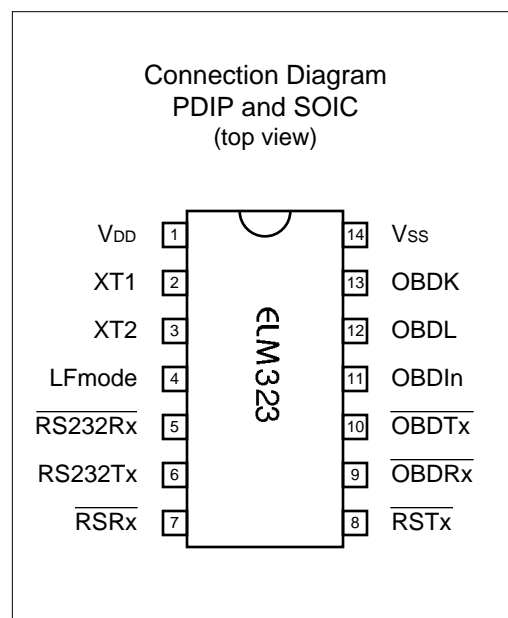 Connection Diagram
PDIP and SOIC
(top view)
VDD 1 14 VSS
XT1 2 13 OBDK
XT2 3 12 OBDL
LFmode 4 11 OBDIn
RS232Rx 5 10 OBDTx
RS232Tx 6 9 OBDRx
RSRx 7 8 RSTx
ELM323